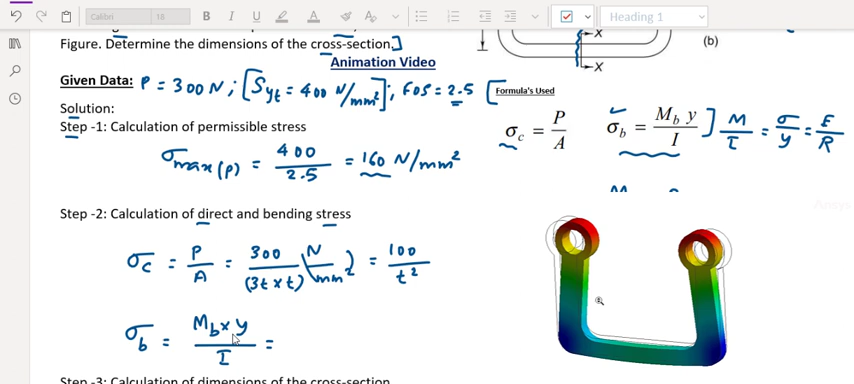 Calibri
18
B I U A
Heading 1
Figure. Determine the dimensions of the cross-section.]
X
(b)
X
Animation Video
Given Data: P = 300 N ; [Syt = 400 N/mm²] ; FOS = 2.5 [
Formula's Used
Solution:
Step -1: Calculation of permissible stress
σc = P/A
σb = Mb y / I ] M/I = σ/y = E/R
σmax(P) = 400/2.5 = 160 N/mm²
Step -2: Calculation of direct and bending stress
σc = P/A = 300/(3t x t) (N/mm²) = 100/t²
σb = Mb x y / I =
Step -3: Calculation of dimensions of the cross-section